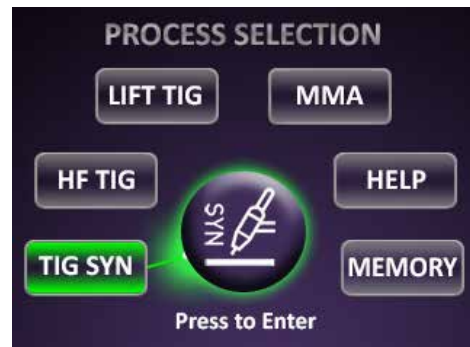 PROCESS SELECTION
LIFT TIG
MMA
HF TIG
HELP
SYN
TIG SYN
MEMORY
Press to Enter